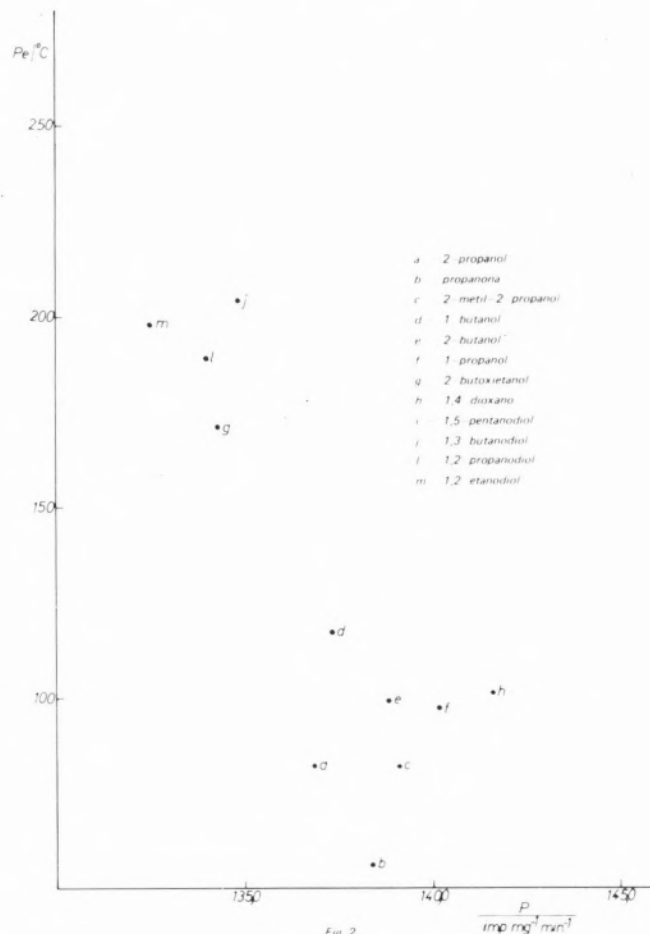 Pe/°C
250
a 2-propanol
b propanona
c 2-metil-2 propanol
d 1 butanol
e 2-butanol
f 1-propanol
g 2 butoxietanol
h 1,4 dioxano
i 1,5-pentanodiol
j 1,3 butanodiol
l 1,2 propanodiol
m 1,2 etanodiol
200
j
m
l
g
150
d
100
e
f
h
a
c
b
1350
1400
1450
P
imp mg⁻¹ min⁻¹
Fig. 2